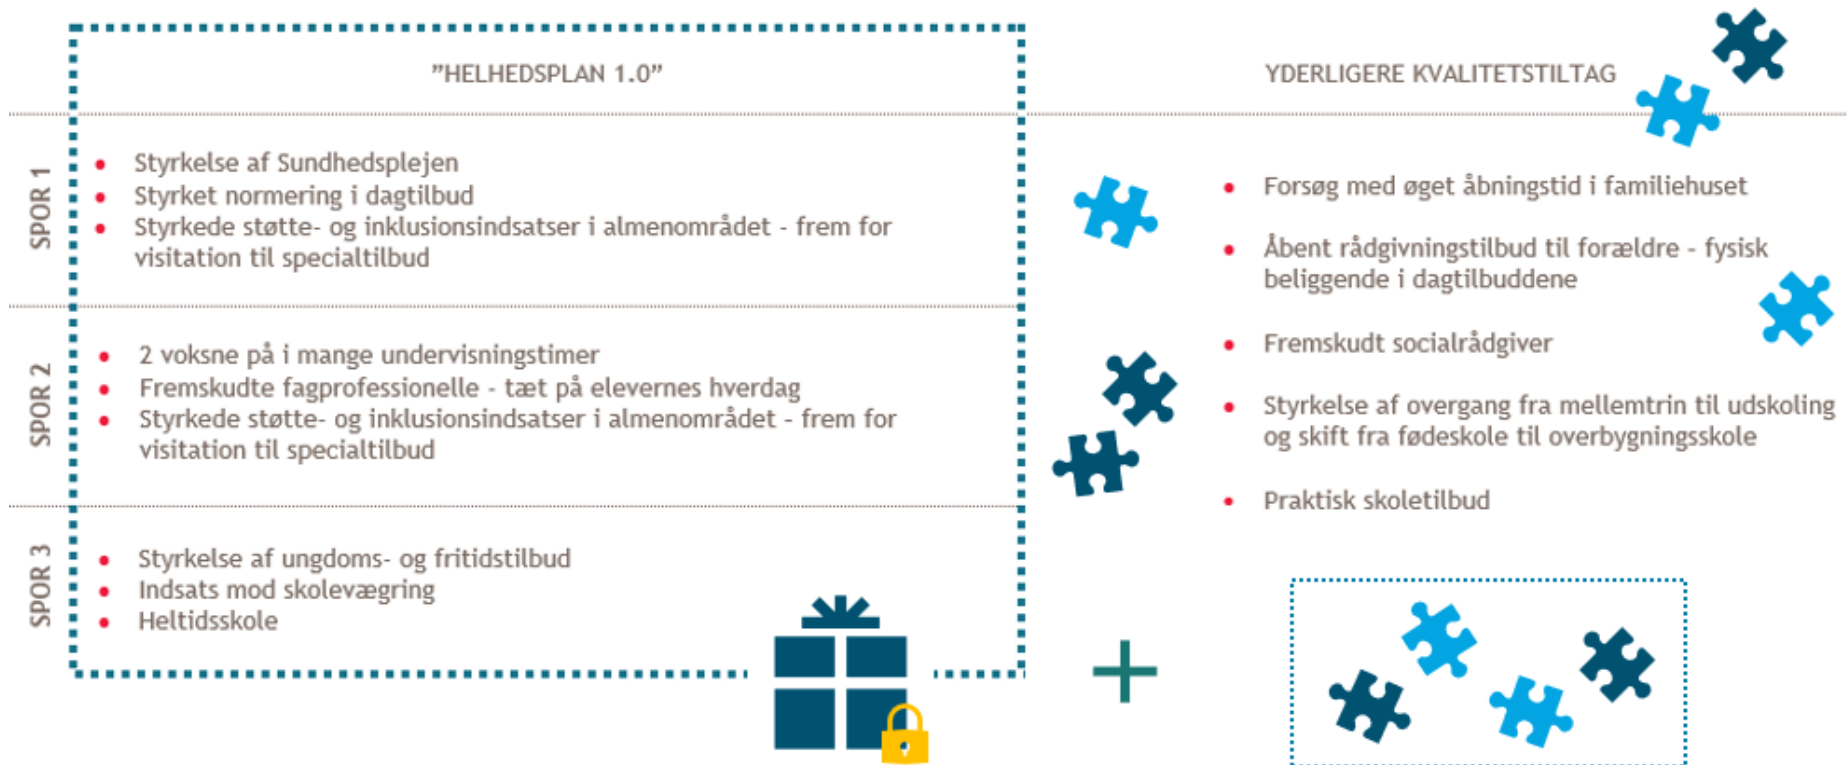 ”HELHEDSPLAN 1.0”
YDERLIGERE KVALITETSTILTAG
SPOR 1
• Styrkelse af Sundhedsplejen
• Styrket normering i dagtilbud
• Styrkede støtte- og inklusionsindsatser i almenområdet - frem for
visitation til specialtilbud
SPOR 2
• 2 voksne på i mange undervisningstimer
• Fremskudte fagprofessionelle - tæt på elevernes hverdag
• Styrkede støtte- og inklusionsindsatser i almenområdet - frem for
visitation til specialtilbud
SPOR 3
• Styrkelse af ungdoms- og fritidstilbud
• Indsats mod skolevægring
• Heltidsskole
• Forsøg med øget åbningstid i familiehuset
• Åbent rådgivningstilbud til forældre - fysisk
beliggende i dagtilbuddene
• Fremskudt socialrådgiver
• Styrkelse af overgang fra mellemtrin til udskoling
og skift fra fødeskole til overbygningsskole
• Praktisk skoletilbud